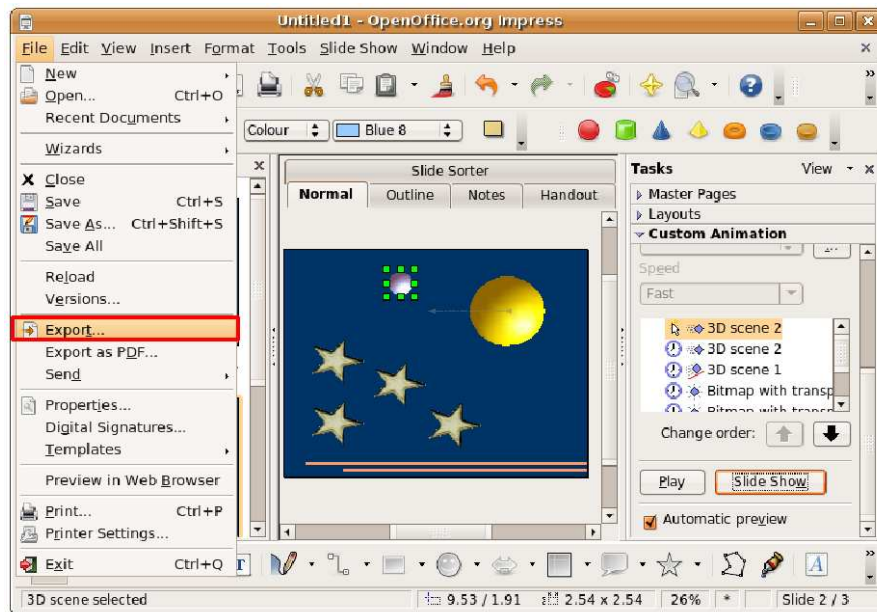 Untitled1 - OpenOffice.org Impress
File Edit View Insert Format Tools Slide Show Window Help
New
Open... Ctrl+O
Recent Documents
Wizards
Close
Save Ctrl+S
Save As... Ctrl+Shift+S
Save All
Reload
Versions...
Export...
Export as PDF...
Send
Properties...
Digital Signatures...
Templates
Preview in Web Browser
Print... Ctrl+P
Printer Settings...
Exit Ctrl+Q
Colour Blue 8
Slide Sorter
Normal Outline Notes Handout
Tasks View
Master Pages
Layouts
Custom Animation
Speed
Fast
3D scene 2
3D scene 2
3D scene 1
Bitmap with transp
Bitmap with transp
Change order:
Play Slide Show
Automatic preview
T A
3D scene selected 9.53 / 1.91 2.54 x 2.54 26% * Slide 2 / 3